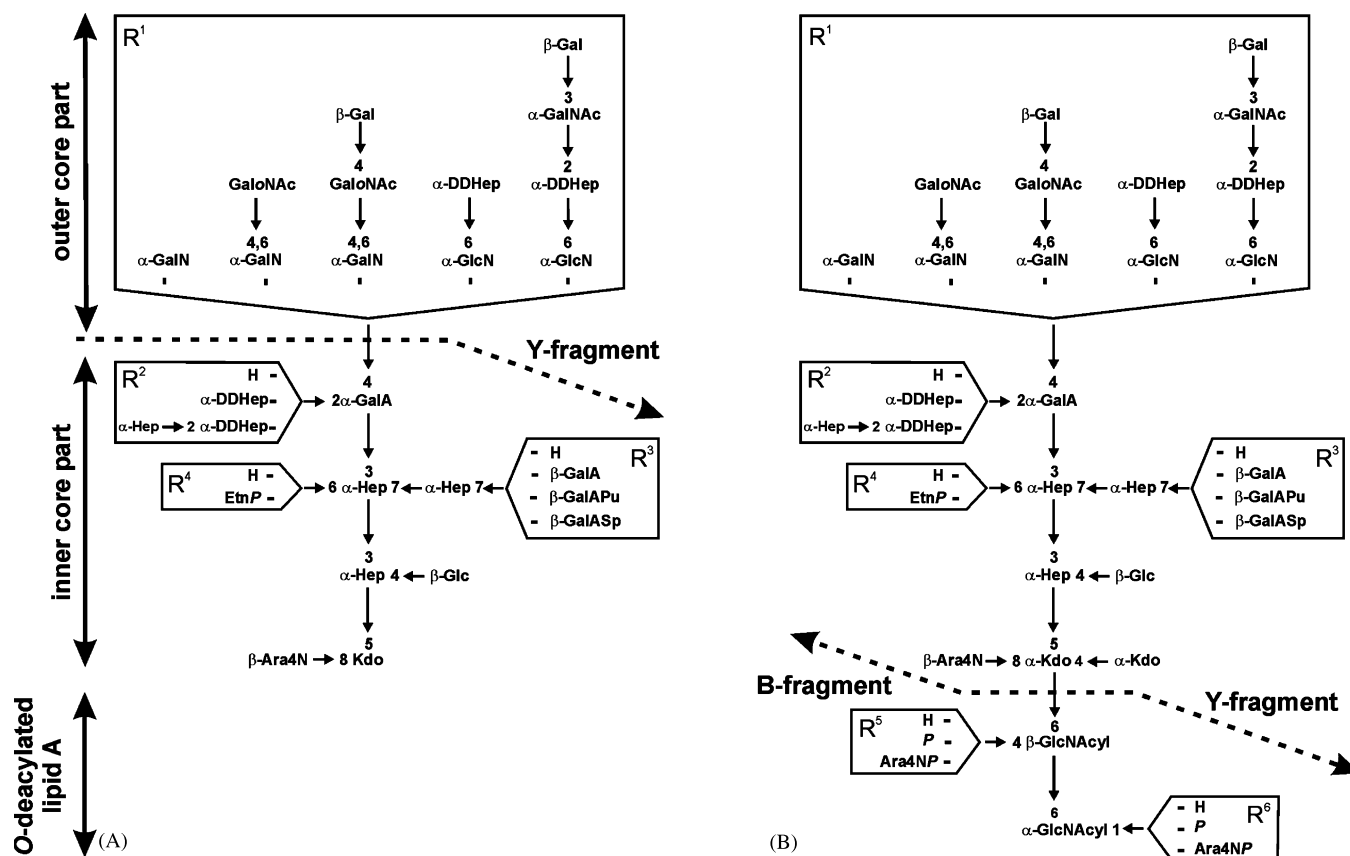 outer core part
inner core part
O-deacylated
lipid A
R1
β-Gal
3
β-Gal α-GalNAc
4 2
GaloNAc GaloNAc α-DDHep α-DDHep
4,6 4,6 6 6
α-GalN α-GalN α-GalN α-GlcN α-GlcN
Y-fragment
R2
H 4
α-DDHep 2α-GalA
α-Hep 2 α-DDHep
R4
H
EtnP
3
6 α-Hep 7 α-Hep 7
R3
H
β-GalA
β-GalAPu
β-GalASp
3
α-Hep 4 β-Glc
5
β-Ara4N 8 Kdo
(A)
R1
β-Gal
3
β-Gal α-GalNAc
4 2
GaloNAc GaloNAc α-DDHep α-DDHep
4,6 4,6 6 6
α-GalN α-GalN α-GalN α-GlcN α-GlcN
R2
H 4
α-DDHep 2α-GalA
α-Hep 2 α-DDHep
R4
H
EtnP
3
6 α-Hep 7 α-Hep 7
R3
H
β-GalA
β-GalAPu
β-GalASp
3
α-Hep 4 β-Glc
5
β-Ara4N 8 α-Kdo 4 α-Kdo
B-fragment
Y-fragment
R5
H
P
Ara4NP
6
4 β-GlcNAcyl
6
α-GlcNAcyl 1
R6
H
P
Ara4NP
(B)